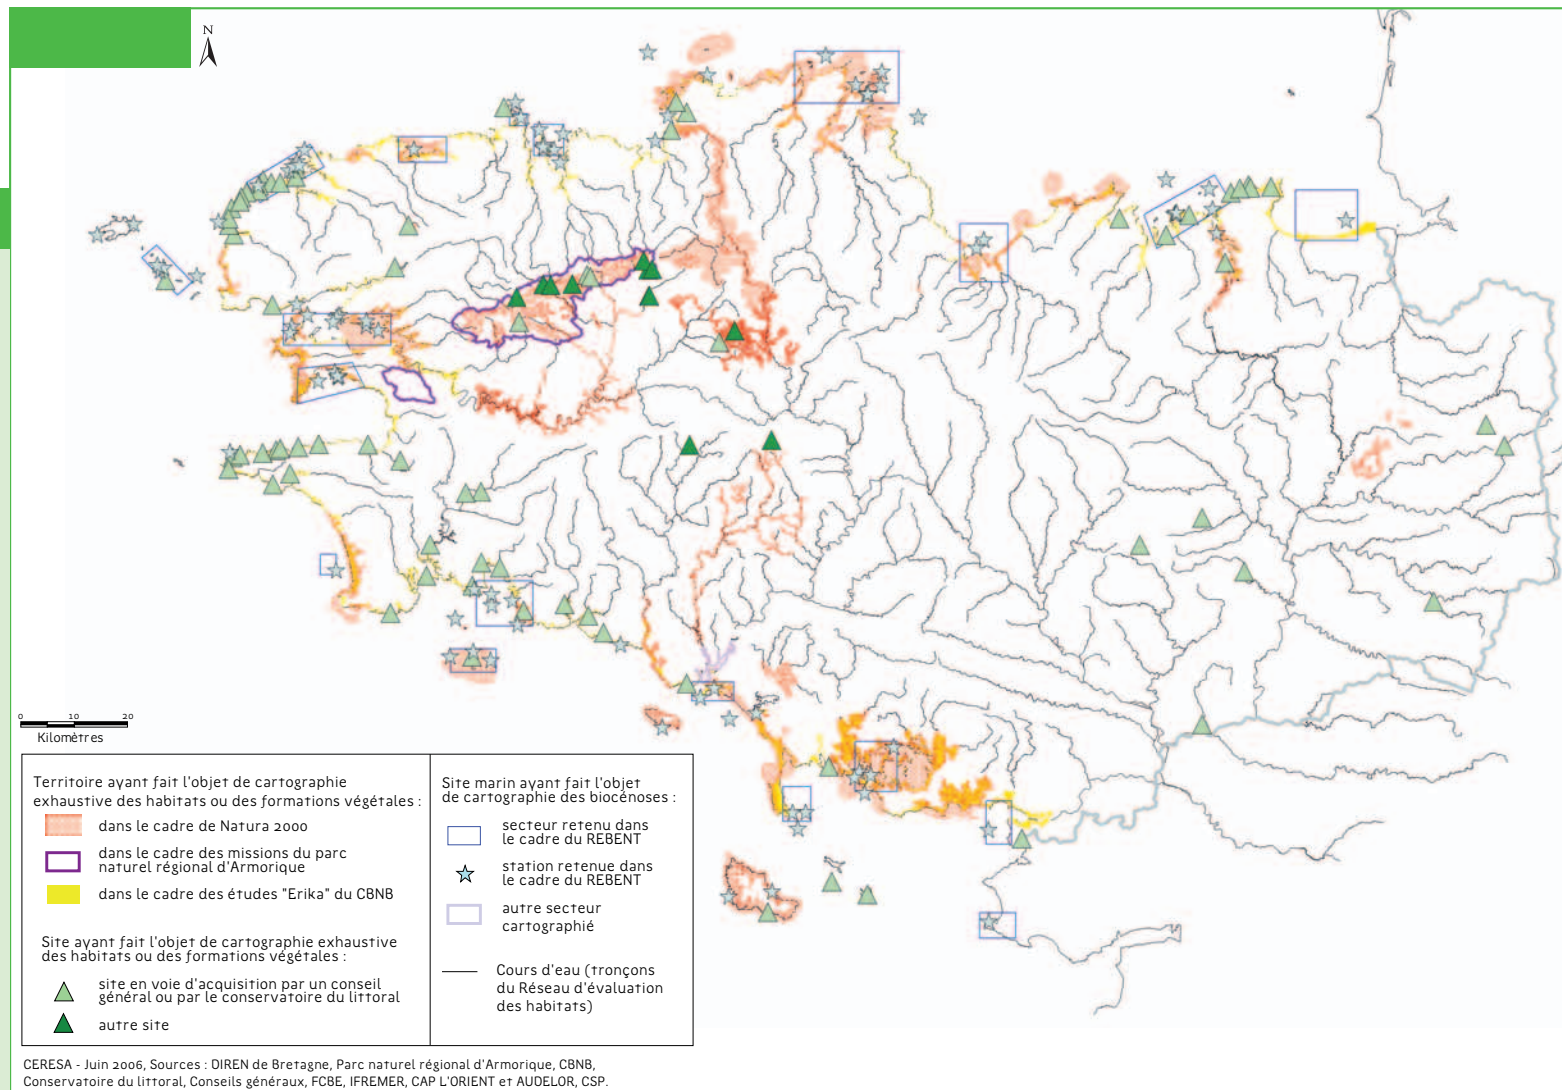 N
0 10 20
Kilomètres
Territoire ayant fait l'objet de cartographie
exhaustive des habitats ou des formations végétales :
dans le cadre de Natura 2000
dans le cadre des missions du parc
naturel régional d'Armorique
dans le cadre des études "Erika" du CBNB
Site ayant fait l'objet de cartographie exhaustive
des habitats ou des formations végétales :
site en voie d'acquisition par un conseil
général ou par le conservatoire du littoral
autre site
Site marin ayant fait l'objet
de cartographie des biocénoses :
secteur retenu dans
le cadre du REBENT
station retenue dans
le cadre du REBENT
autre secteur
cartographié
Cours d'eau (tronçons
du Réseau d'évaluation
des habitats)
CERESA - Juin 2006, Sources : DIREN de Bretagne, Parc naturel régional d'Armorique, CBNB,
Conservatoire du littoral, Conseils généraux, FCBE, IFREMER, CAP L'ORIENT et AUDELOR, CSP.